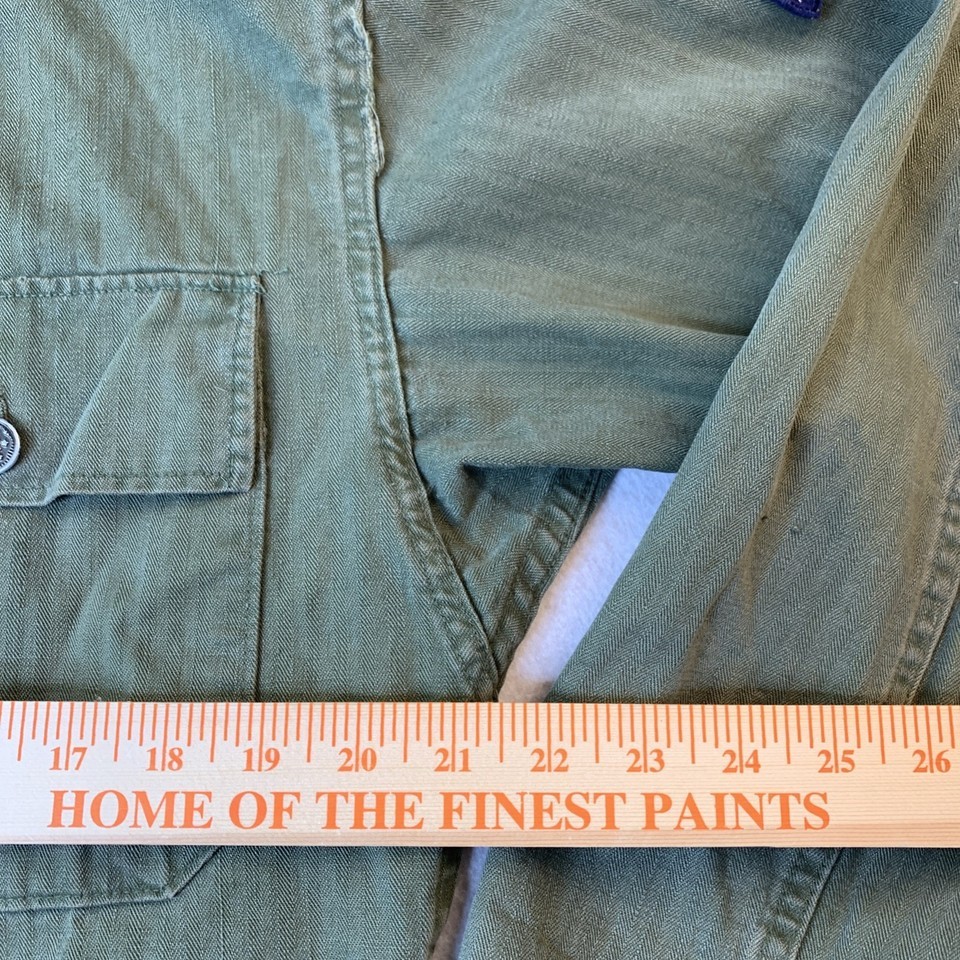 17 18 19 20 21 22 23 24 25 26
HOME OF THE FINEST PAINTS